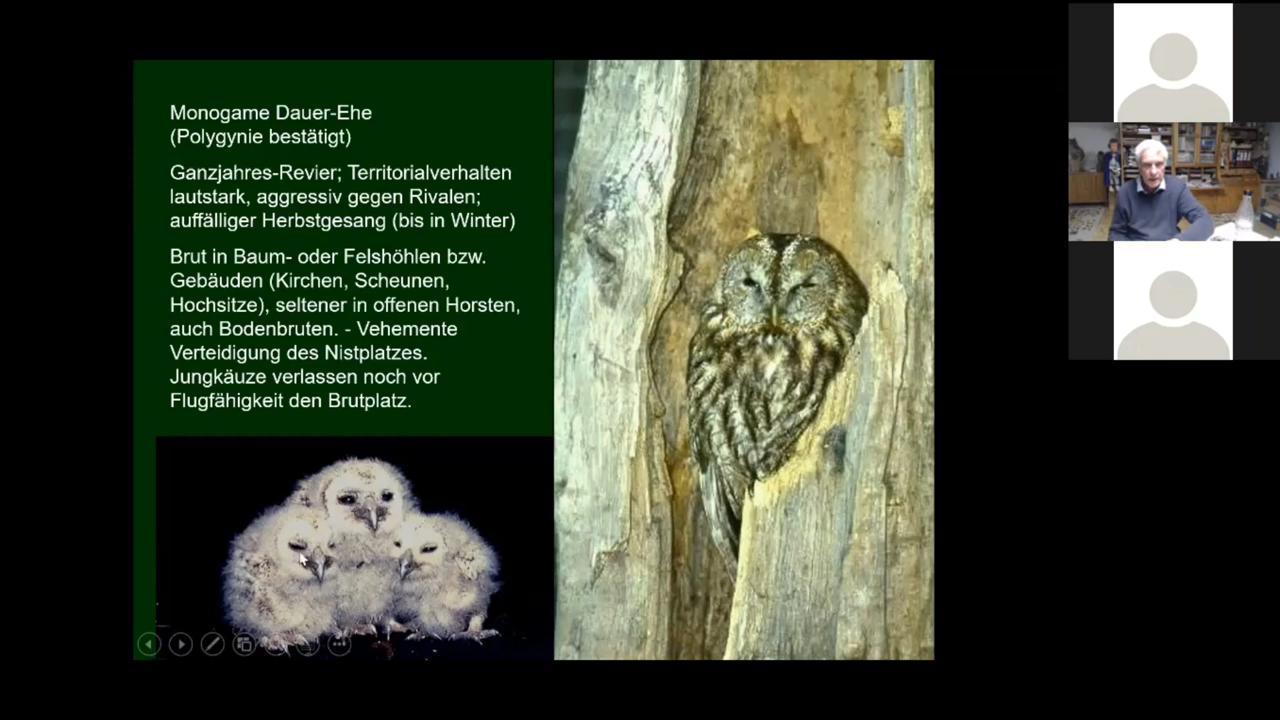 Monogame Dauer-Ehe
(Polygynie bestätigt)
Ganzjahres-Revier; Territorialverhalten
lautstark, aggressiv gegen Rivalen;
auffälliger Herbstgesang (bis in Winter)
Brut in Baum- oder Felshöhlen bzw.
Gebäuden (Kirchen, Scheunen,
Hochsitze), seltener in offenen Horsten,
auch Bodenbruten. - Vehemente
Verteidigung des Nistplatzes.
Jungkäuze verlassen noch vor
Flugfähigkeit den Brutplatz.